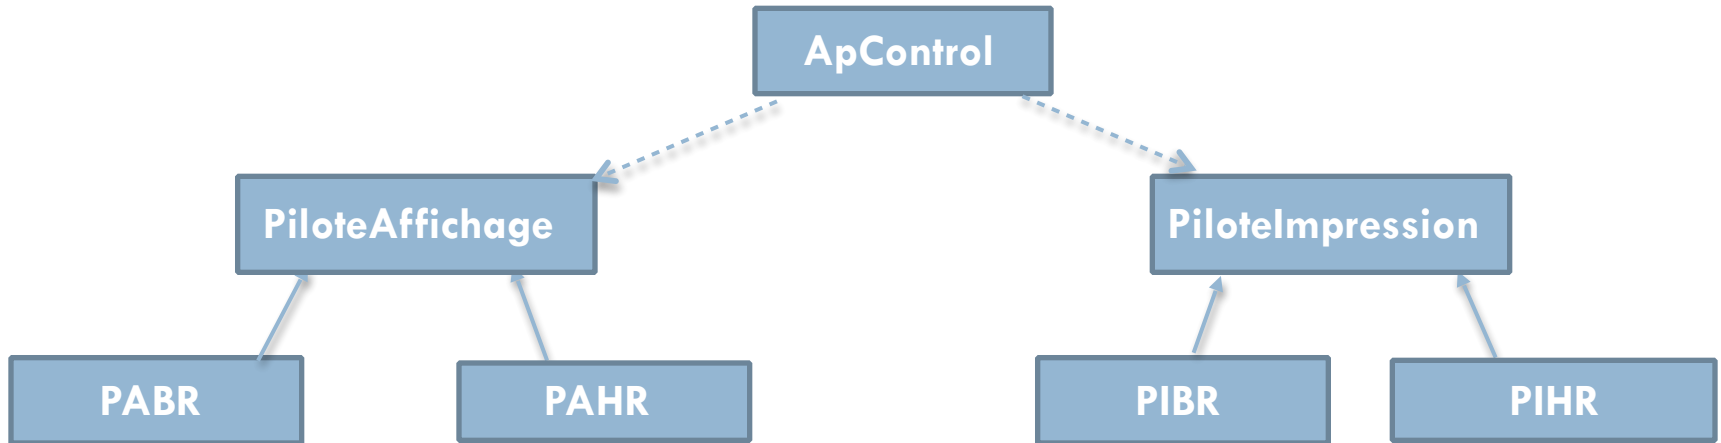 ApControl
PiloteAffichage
PiloteImpression
PABR
PAHR
PIBR
PIHR